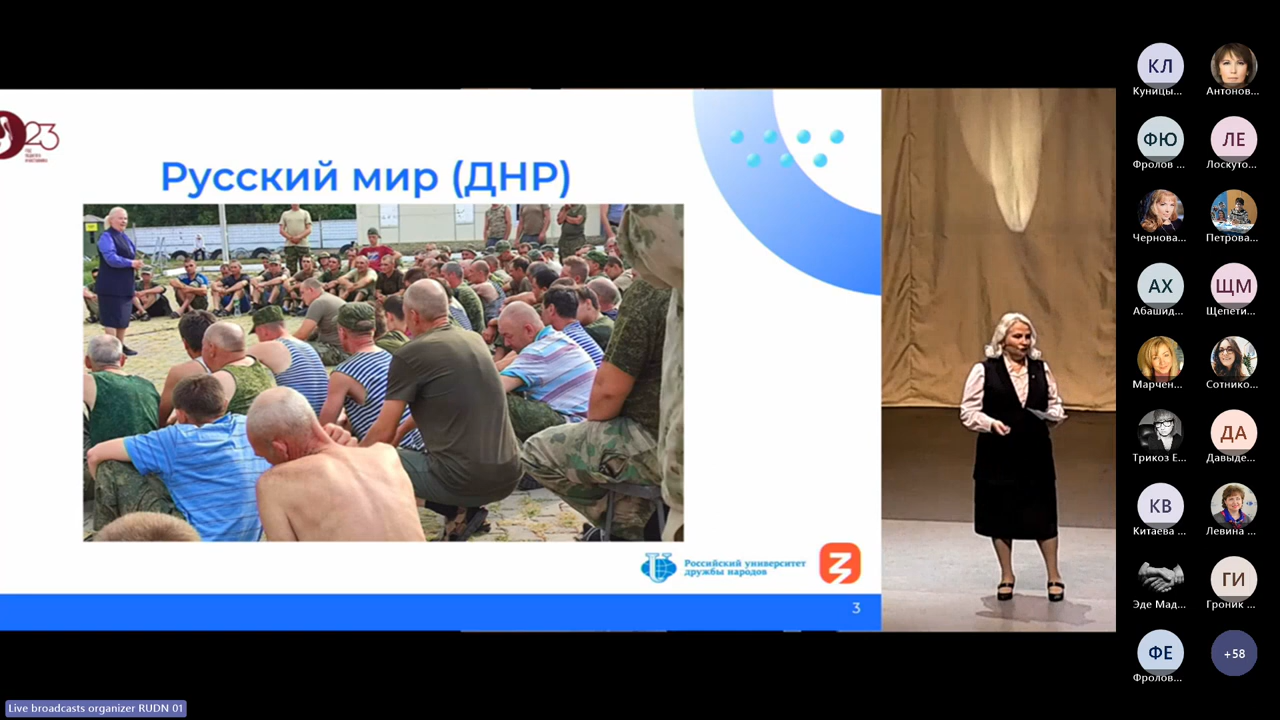 23
Русский мир (ДНР)
Российский университет
дружбы народов
3
КЛ
Куницы...
Антонов...
ФЮ
Фролов ...
ЛЕ
Лоскуто...
Чернова...
Петрова...
АХ
Абашид...
ЩМ
Щепети...
Марчен...
Сотнико...
Трикоз Е...
ДА
Давыде...
КВ
Китаева ...
Левина ...
Эде Мад...
ГИ
Гроник ...
ФЕ
Фролов...
+58
Live broadcasts organizer RUDN 01